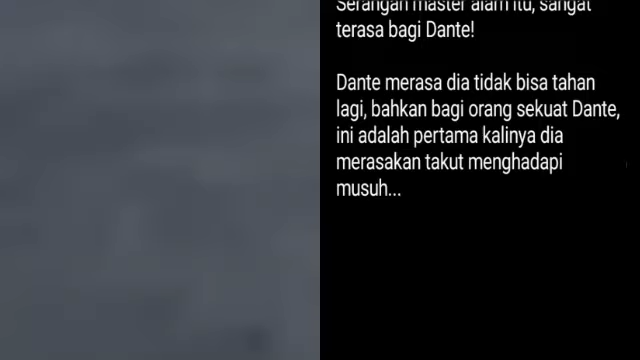 Serangan master alam itu, sangat
terasa bagi Dante!
Dante merasa dia tidak bisa tahan
lagi, bahkan bagi orang sekuat Dante,
ini adalah pertama kalinya dia
merasakan takut menghadapi
musuh...